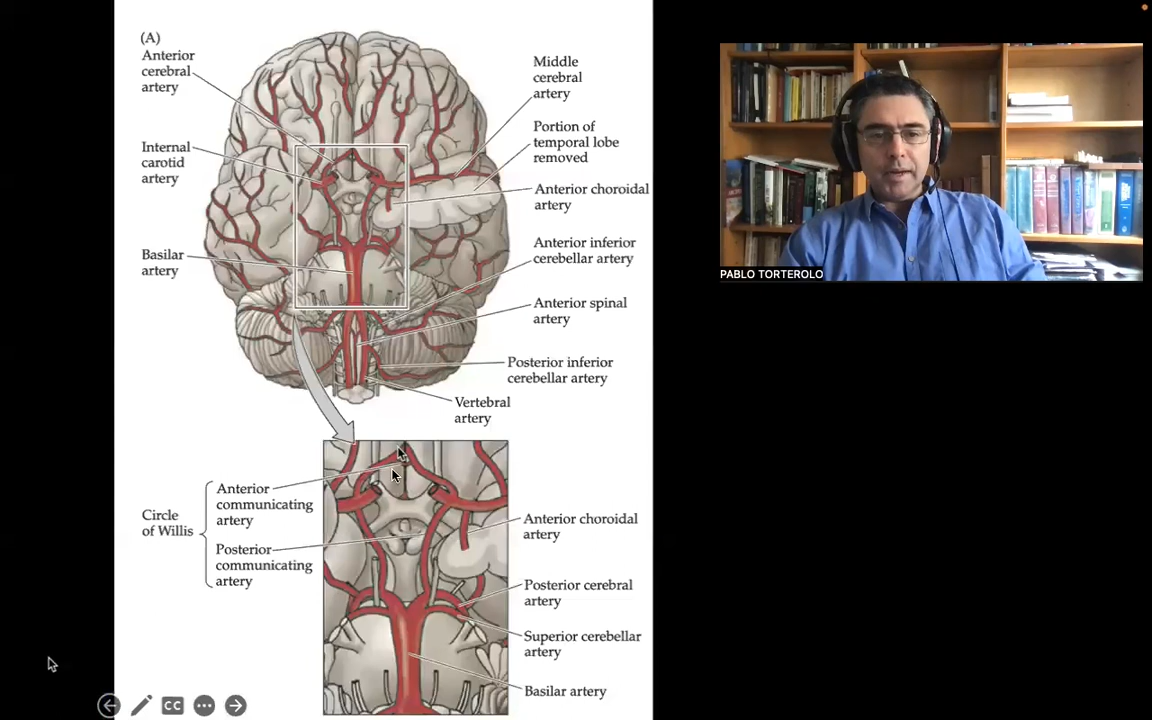 (A)
Anterior
cerebral
artery
Internal
carotid
artery
Basilar
artery
Middle
cerebral
artery
Portion of
temporal lobe
removed
Anterior choroidal
artery
Anterior inferior
cerebellar artery
Anterior spinal
artery
Posterior inferior
cerebellar artery
Vertebral
artery
Circle
of Willis
Anterior
communicating
artery
Posterior
communicating
artery
Anterior choroidal
artery
Posterior cerebral
artery
Superior cerebellar
artery
Basilar artery
CC
PABLO TORTEROLO